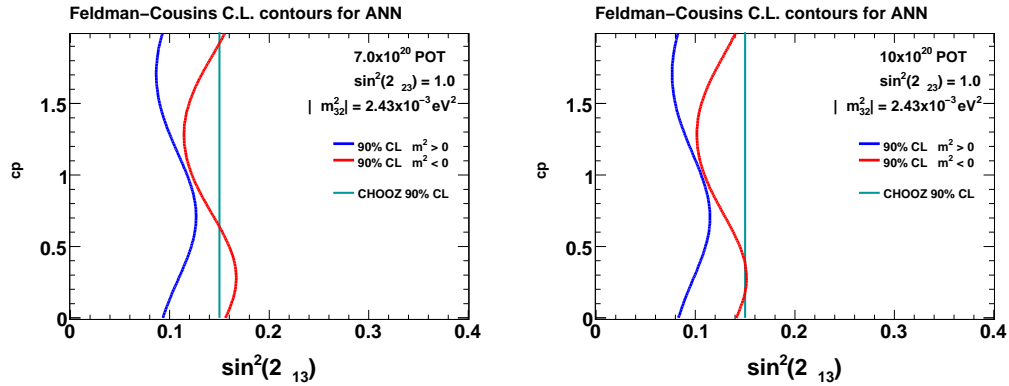 Feldman−Cousins C.L. contours for ANN
7.0x10²⁰ POT
sin²(2 ₂₃) = 1.0
| m²₃₂| = 2.43x10⁻³ eV²
90% CL m² > 0
90% CL m² < 0
CHOOZ 90% CL
cp
1.5
1
0.5
0
0 0.1 0.2 0.3 0.4
sin²(2 ₁₃)
Feldman−Cousins C.L. contours for ANN
10x10²⁰ POT
sin²(2 ₂₃) = 1.0
| m²₃₂| = 2.43x10⁻³ eV²
90% CL m² > 0
90% CL m² < 0
CHOOZ 90% CL
cp
1.5
1
0.5
0
0 0.1 0.2 0.3 0.4
sin²(2 ₁₃)